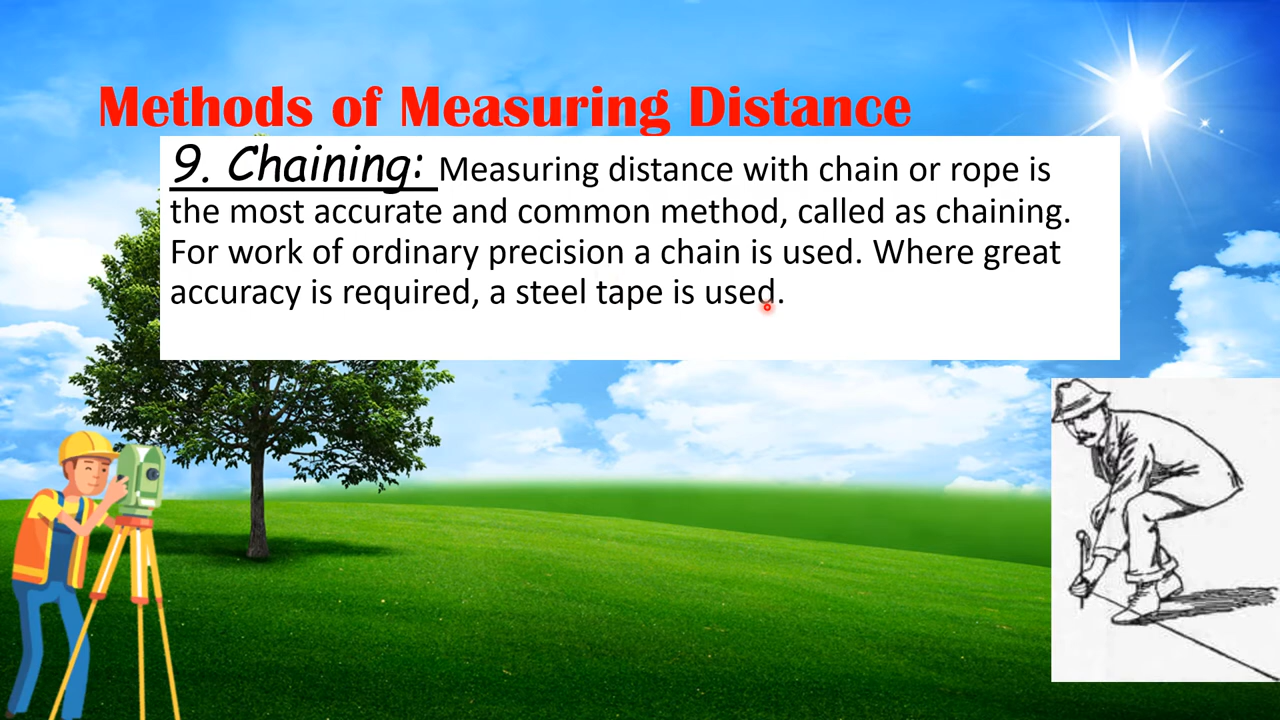 Methods of Measuring Distance
9. Chaining: Measuring distance with chain or rope is
the most accurate and common method, called as chaining.
For work of ordinary precision a chain is used. Where great
accuracy is required, a steel tape is used.